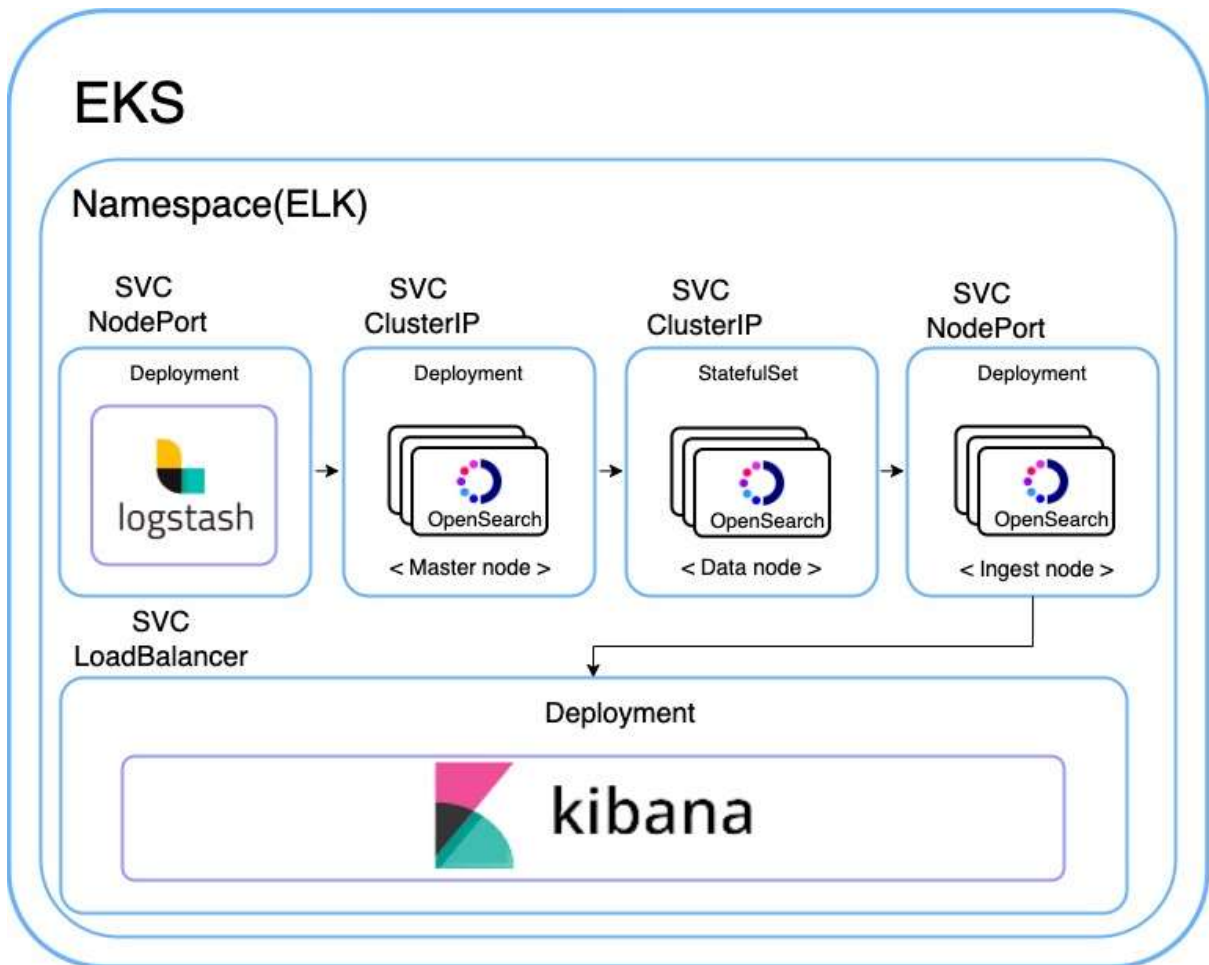 EKS
Namespace(ELK)
SVC
NodePort
SVC
ClusterIP
SVC
ClusterIP
SVC
NodePort
Deployment
logstash
Deployment
OpenSearch
< Master node >
StatefulSet
OpenSearch
< Data node >
Deployment
OpenSearch
< Ingest node >
SVC
LoadBalancer
Deployment
kibana